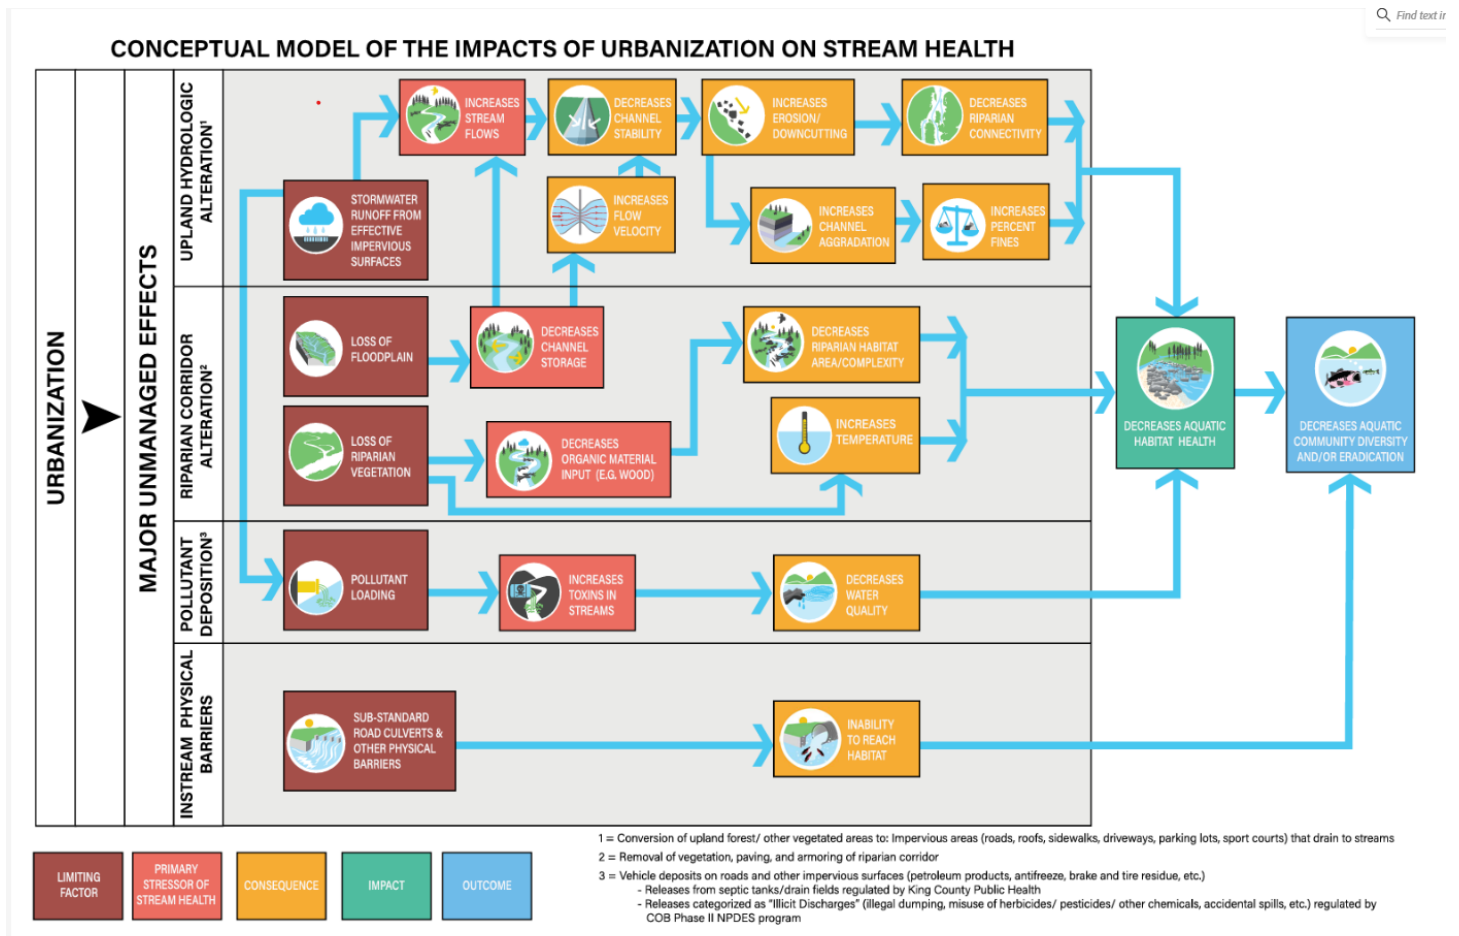 Find text in
CONCEPTUAL MODEL OF THE IMPACTS OF URBANIZATION ON STREAM HEALTH
URBANIZATION
MAJOR UNMANAGED EFFECTS
UPLAND HYDROLOGIC
ALTERATION¹
INCREASES
STREAM
FLOWS
DECREASES
CHANNEL
STABILITY
INCREASES
EROSION/
DOWNCUTTING
DECREASES
RIPARIAN
CONNECTIVITY
STORMWATER
RUNOFF FROM
EFFECTIVE
IMPERVIOUS
SURFACES
INCREASES
FLOW
VELOCITY
INCREASES
CHANNEL
AGGRADATION
INCREASES
PERCENT
FINES
RIPARIAN CORRIDOR
ALTERATION²
LOSS OF
FLOODPLAIN
DECREASES
CHANNEL
STORAGE
DECREASES
RIPARIAN HABITAT
AREA/COMPLEXITY
LOSS OF
RIPARIAN
VEGETATION
DECREASES
ORGANIC MATERIAL
INPUT (E.G. WOOD)
INCREASES
TEMPERATURE
DECREASES AQUATIC
HABITAT HEALTH
DECREASES AQUATIC
COMMUNITY DIVERSITY
AND/OR ERADICATION
POLLUTANT
DEPOSITION³
POLLUTANT
LOADING
INCREASES
TOXINS IN
STREAMS
DECREASES
WATER
QUALITY
INSTREAM PHYSICAL
BARRIERS
SUB-STANDARD
ROAD CULVERTS &
OTHER PHYSICAL
BARRIERS
INABILITY
TO REACH
HABITAT
LIMITING
FACTOR
PRIMARY
STRESSOR OF
STREAM HEALTH
CONSEQUENCE
IMPACT
OUTCOME
1 = Conversion of upland forest/ other vegetated areas to: Impervious areas (roads, roofs, sidewalks, driveways, parking lots, sport courts) that drain to streams
2 = Removal of vegetation, paving, and armoring of riparian corridor
3 = Vehicle deposits on roads and other impervious surfaces (petroleum products, antifreeze, brake and tire residue, etc.)
- Releases from septic tanks/drain fields regulated by King County Public Health
- Releases categorized as "Illicit Discharges" (illegal dumping, misuse of herbicides/ pesticides/ other chemicals, accidental spills, etc.) regulated by
COB Phase II NPDES program